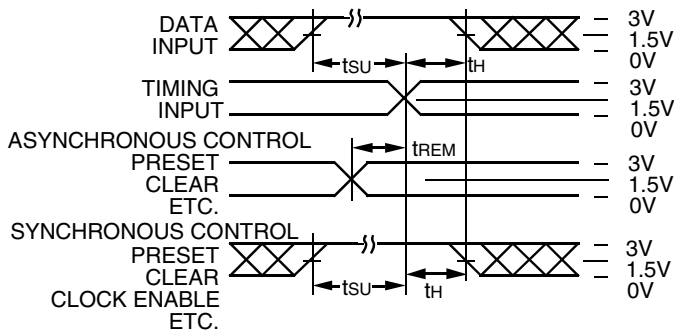 DATA
INPUT
3V
1.5V
0V
tSU
tH
TIMING
INPUT
3V
1.5V
0V
ASYNCHRONOUS CONTROL
tREM
PRESET
CLEAR
ETC.
3V
1.5V
0V
SYNCHRONOUS CONTROL
PRESET
CLEAR
CLOCK ENABLE
ETC.
3V
1.5V
0V
tSU
tH